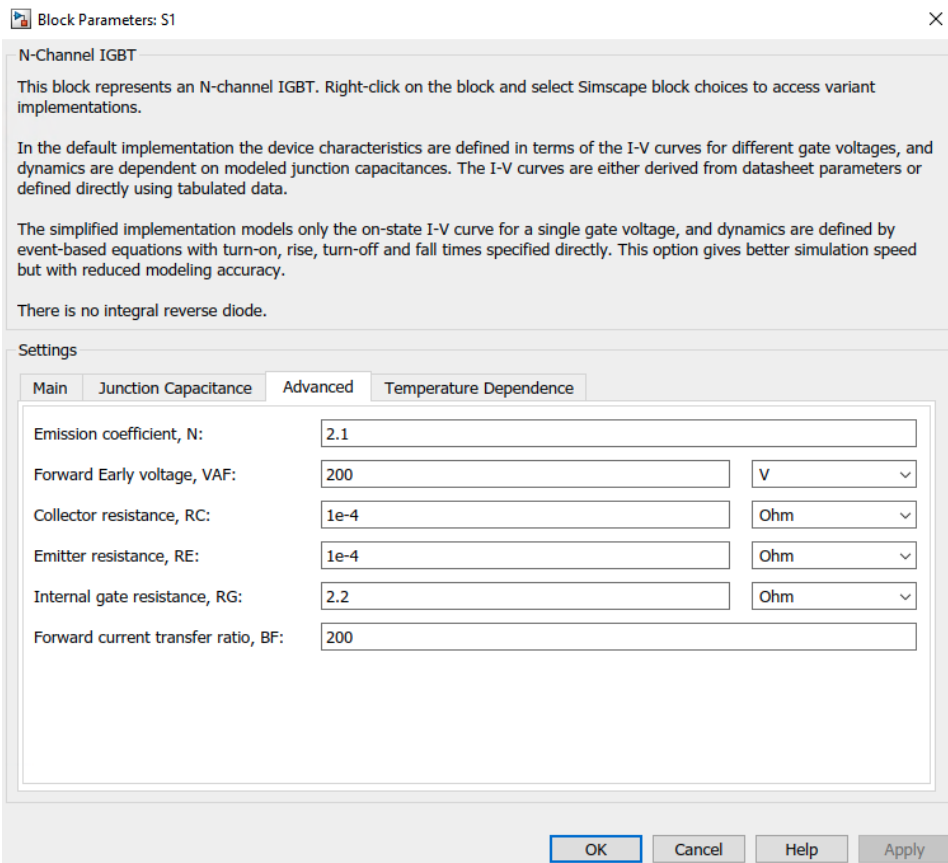 Block Parameters: S1
N-Channel IGBT
This block represents an N-channel IGBT. Right-click on the block and select Simscape block choices to access variant
implementations.
In the default implementation the device characteristics are defined in terms of the I-V curves for different gate voltages, and
dynamics are dependent on modeled junction capacitances. The I-V curves are either derived from datasheet parameters or
defined directly using tabulated data.
The simplified implementation models only the on-state I-V curve for a single gate voltage, and dynamics are defined by
event-based equations with turn-on, rise, turn-off and fall times specified directly. This option gives better simulation speed
but with reduced modeling accuracy.
There is no integral reverse diode.
Settings
Main Junction Capacitance Advanced Temperature Dependence
Emission coefficient, N: 2.1
Forward Early voltage, VAF: 200 V
Collector resistance, RC: 1e-4 Ohm
Emitter resistance, RE: 1e-4 Ohm
Internal gate resistance, RG: 2.2 Ohm
Forward current transfer ratio, BF: 200
OK Cancel Help Apply